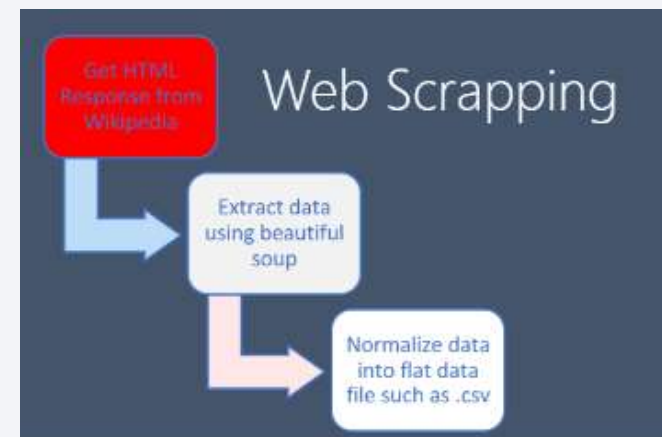 Web Scrapping
Get HTML
Response from
Wikipedia
Extract data
using beautiful
soup
Normalize data
into flat data
file such as .csv